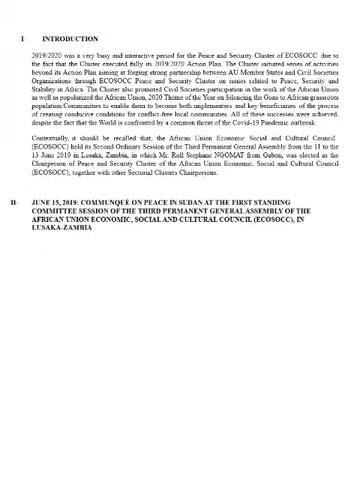 I- INTRODUCTION
2019/2020 was a very busy and interactive period for the Peace and Security Cluster of ECOSOCC due to
the fact that the Cluster executed fully its 2019/2020 Action Plan. The Cluster initiated series of activities
beyond its Action Plan aiming at forging strong partnership between AU Member States and Civil Societies
Organizations through ECOSOCC Peace and Security Cluster on issues related to Peace, Security and
Stability in Africa. The Cluster also promoted Civil Societies participation in the work of the African Union
as well as popularized the African Union, 2020 Theme of the Year on Silencing the Guns to African grassroots
population/Communities to enable them to become both implementers and key beneficiaries of the process
of creating conducive conditions for conflict-free local communities. All of these successes were achieved,
despite the fact that the World is confronted by a common threat of the Covid-19 Pandemic outbreak.
Contextually, it should be recalled that, the African Union Economic Social and Cultural Council
(ECOSOCC) held its Second Ordinary Session of the Third Permanent General Assembly from the 11 to the
13 June 2019 in Lusaka, Zambia, in which Mr. Roll Stephane NGOMAT from Gabon, was elected as the
Chairperson of Peace and Security Cluster of the African Union Economic, Social and Cultural Council
(ECOSOCC), together with other Sectorial Clusters Chairpersons.
II- JUNE 15, 2019: COMMUNQUÉ ON PEACE IN SUDAN AT THE FIRST STANDING
COMMITTEE SESSION OF THE THIRD PERMANENT GENERAL ASSEMBLY OF THE
AFRICAN UNION ECONOMIC, SOCIAL AND CULTURAL COUNCIL (ECOSOCC), IN
LUSAKA-ZAMBIA